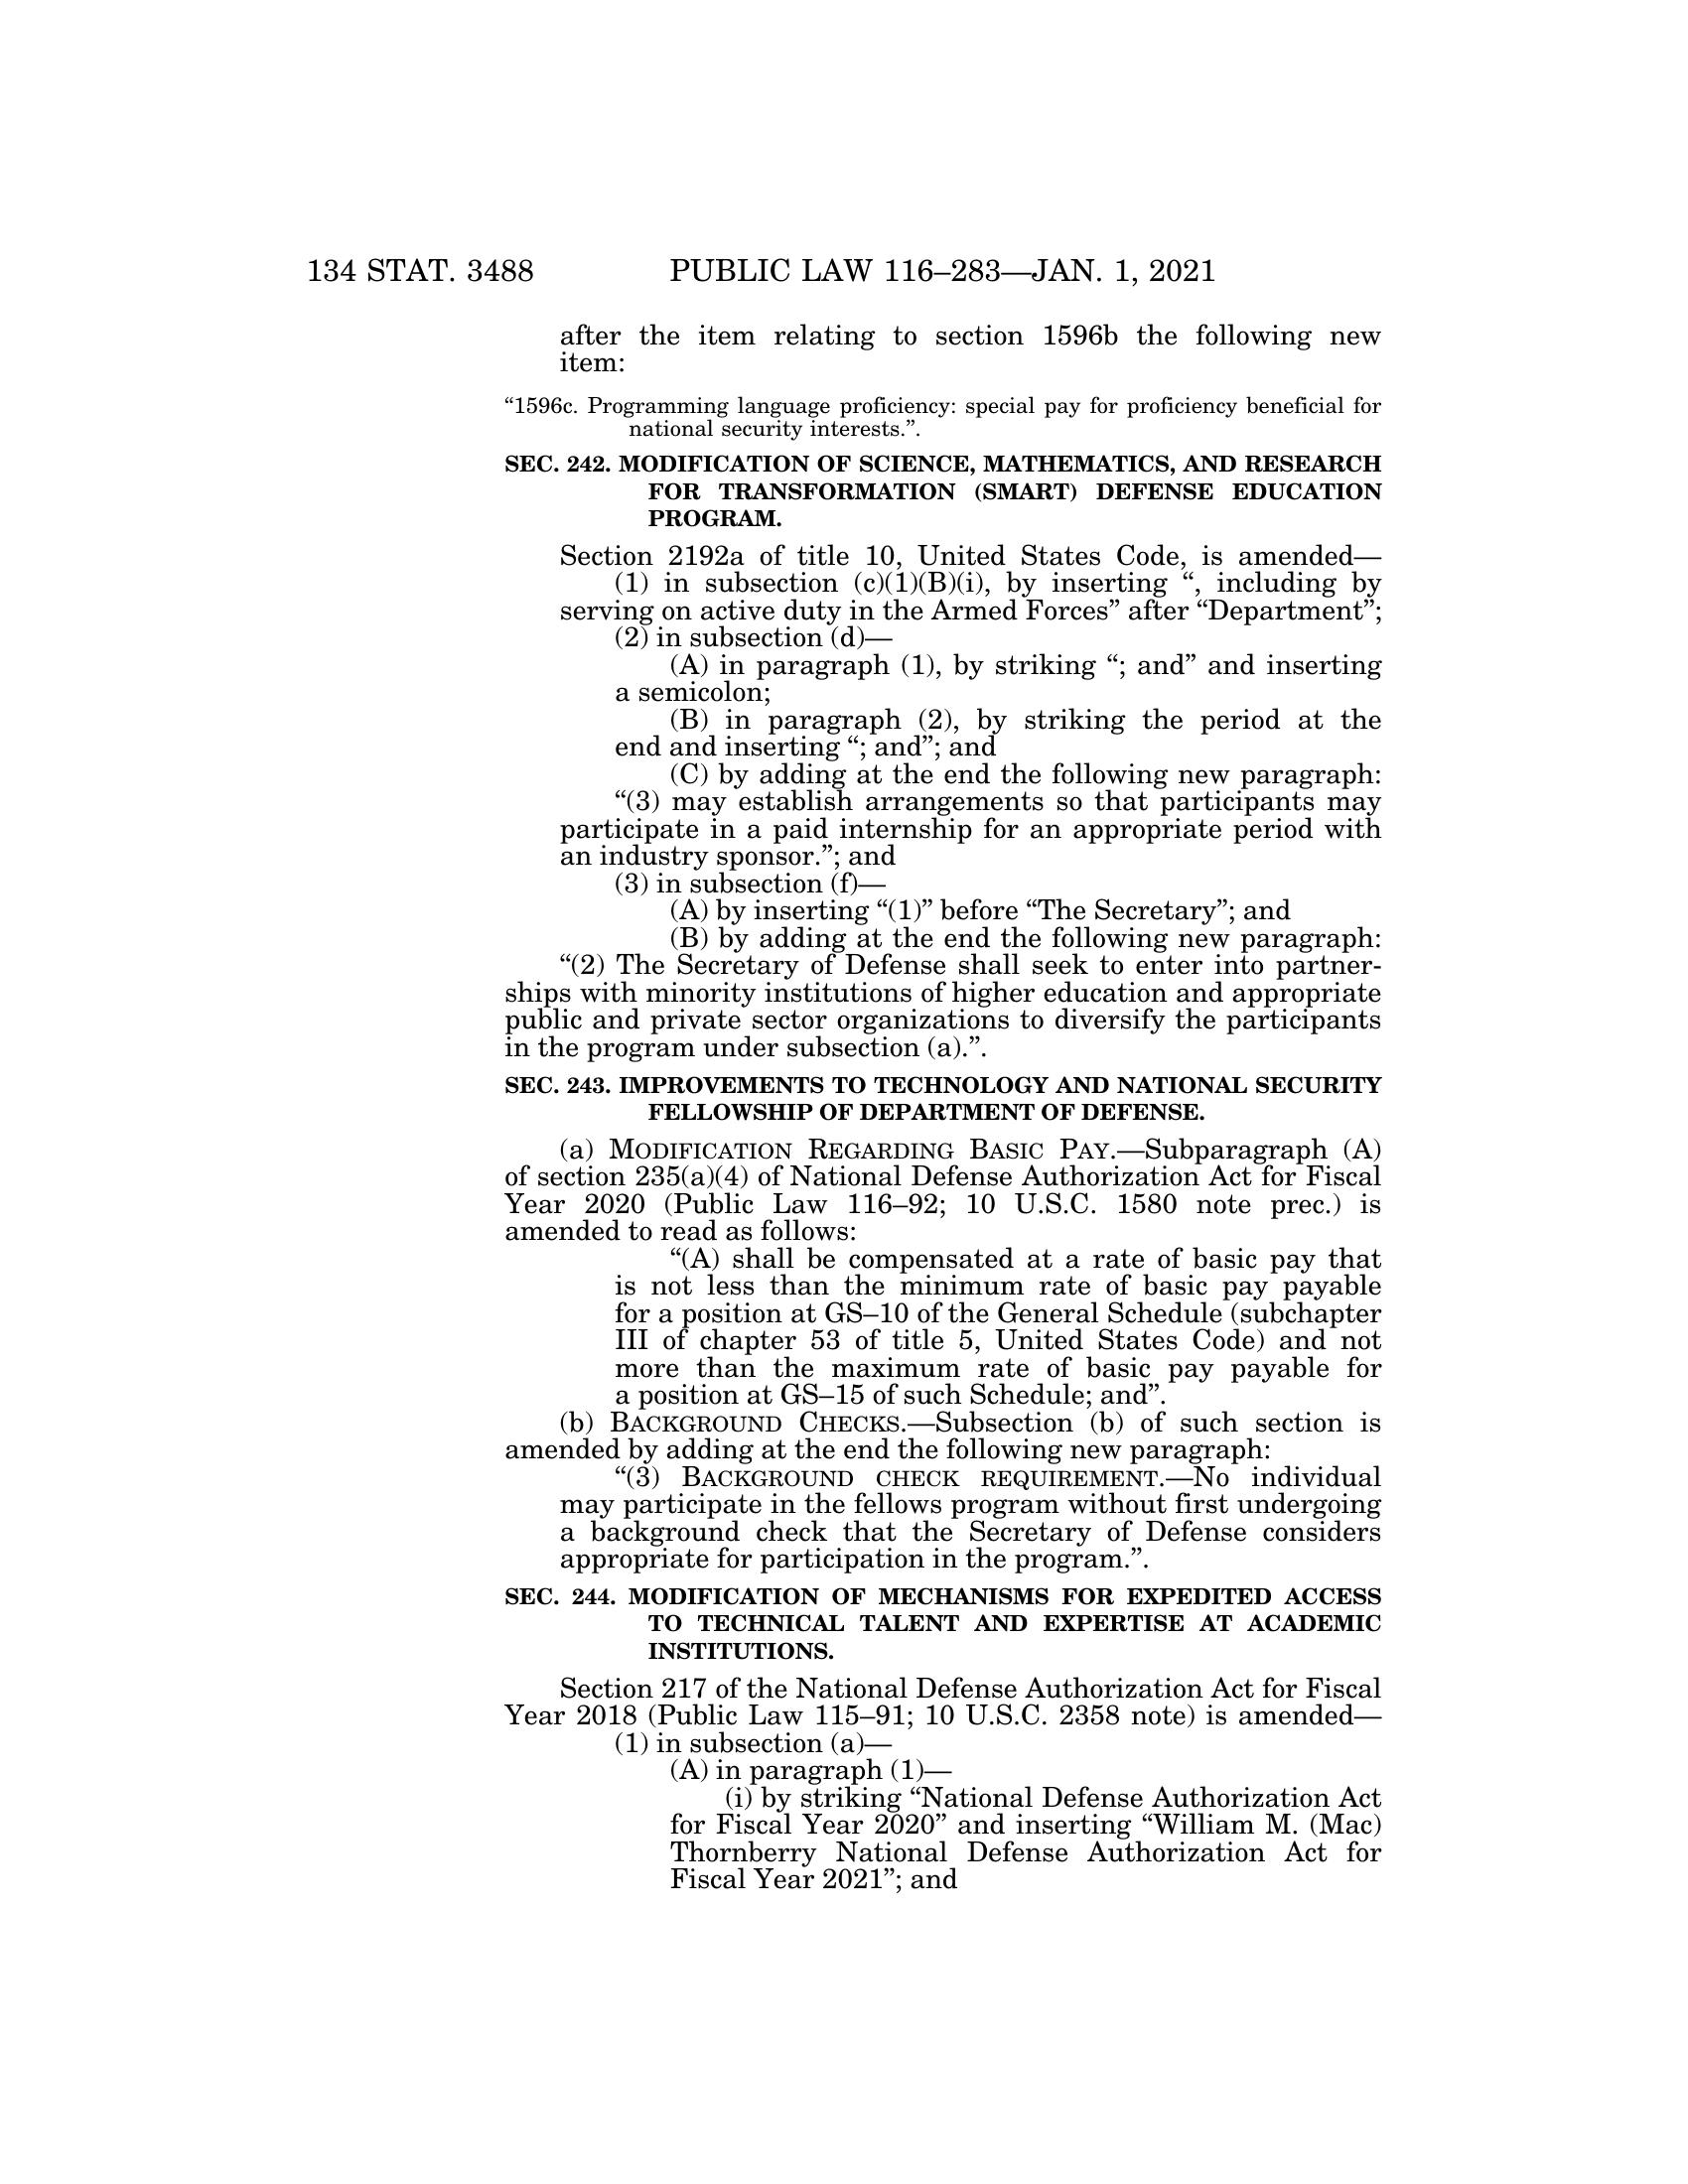 134 STAT. 3488 PUBLIC LAW 116–283—JAN. 1, 2021
after the item relating to section 1596b the following new
item:
“1596c. Programming language proficiency: special pay for proficiency beneficial for
national security interests.”.
SEC. 242. MODIFICATION OF SCIENCE, MATHEMATICS, AND RESEARCH
FOR TRANSFORMATION (SMART) DEFENSE EDUCATION
PROGRAM.
Section 2192a of title 10, United States Code, is amended—
(1) in subsection (c)(1)(B)(i), by inserting “, including by
serving on active duty in the Armed Forces” after “Department”;
(2) in subsection (d)—
(A) in paragraph (1), by striking “; and” and inserting
a semicolon;
(B) in paragraph (2), by striking the period at the
end and inserting “; and”; and
(C) by adding at the end the following new paragraph:
“(3) may establish arrangements so that participants may
participate in a paid internship for an appropriate period with
an industry sponsor.”; and
(3) in subsection (f)—
(A) by inserting “(1)” before “The Secretary”; and
(B) by adding at the end the following new paragraph:
“(2) The Secretary of Defense shall seek to enter into partner-
ships with minority institutions of higher education and appropriate
public and private sector organizations to diversify the participants
in the program under subsection (a).”.
SEC. 243. IMPROVEMENTS TO TECHNOLOGY AND NATIONAL SECURITY
FELLOWSHIP OF DEPARTMENT OF DEFENSE.
(a) MODIFICATION REGARDING BASIC PAY.—Subparagraph (A)
of section 235(a)(4) of National Defense Authorization Act for Fiscal
Year 2020 (Public Law 116–92; 10 U.S.C. 1580 note prec.) is
amended to read as follows:
“(A) shall be compensated at a rate of basic pay that
is not less than the minimum rate of basic pay payable
for a position at GS–10 of the General Schedule (subchapter
III of chapter 53 of title 5, United States Code) and not
more than the maximum rate of basic pay payable for
a position at GS–15 of such Schedule; and”.
(b) BACKGROUND CHECKS.—Subsection (b) of such section is
amended by adding at the end the following new paragraph:
“(3) BACKGROUND CHECK REQUIREMENT.—No individual
may participate in the fellows program without first undergoing
a background check that the Secretary of Defense considers
appropriate for participation in the program.”.
SEC. 244. MODIFICATION OF MECHANISMS FOR EXPEDITED ACCESS
TO TECHNICAL TALENT AND EXPERTISE AT ACADEMIC
INSTITUTIONS.
Section 217 of the National Defense Authorization Act for Fiscal
Year 2018 (Public Law 115–91; 10 U.S.C. 2358 note) is amended—
(1) in subsection (a)—
(A) in paragraph (1)—
(i) by striking “National Defense Authorization Act
for Fiscal Year 2020” and inserting “William M. (Mac)
Thornberry National Defense Authorization Act for
Fiscal Year 2021”; and